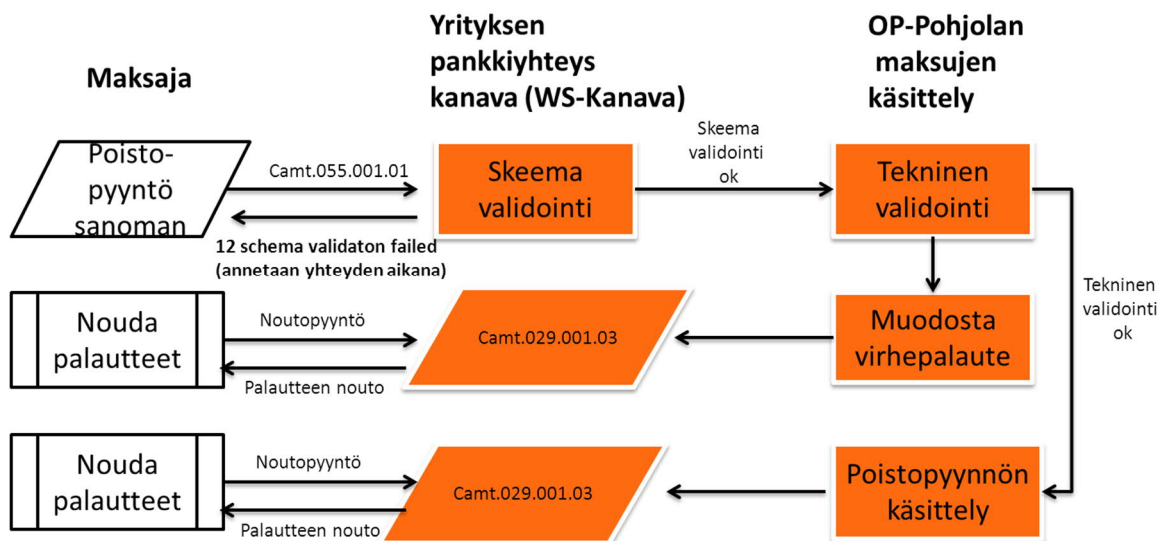 Maksaja
Yrityksen
pankkiyhteys
kanava (WS-Kanava)
OP-Pohjolan
maksujen
käsittely
Poisto-
pyyntö
sanoman
Camt.055.001.01
12 schema validaton failed
(annetaan yhteyden aikana)
Skeema
validointi
Skeema
validointi
ok
Tekninen
validointi
Tekninen
validointi
ok
Nouda
palautteet
Noutopyyntö
Palautteen nouto
Camt.029.001.03
Muodosta
virhepalaute
Nouda
palautteet
Noutopyyntö
Palautteen nouto
Camt.029.001.03
Poistopyynnön
käsittely